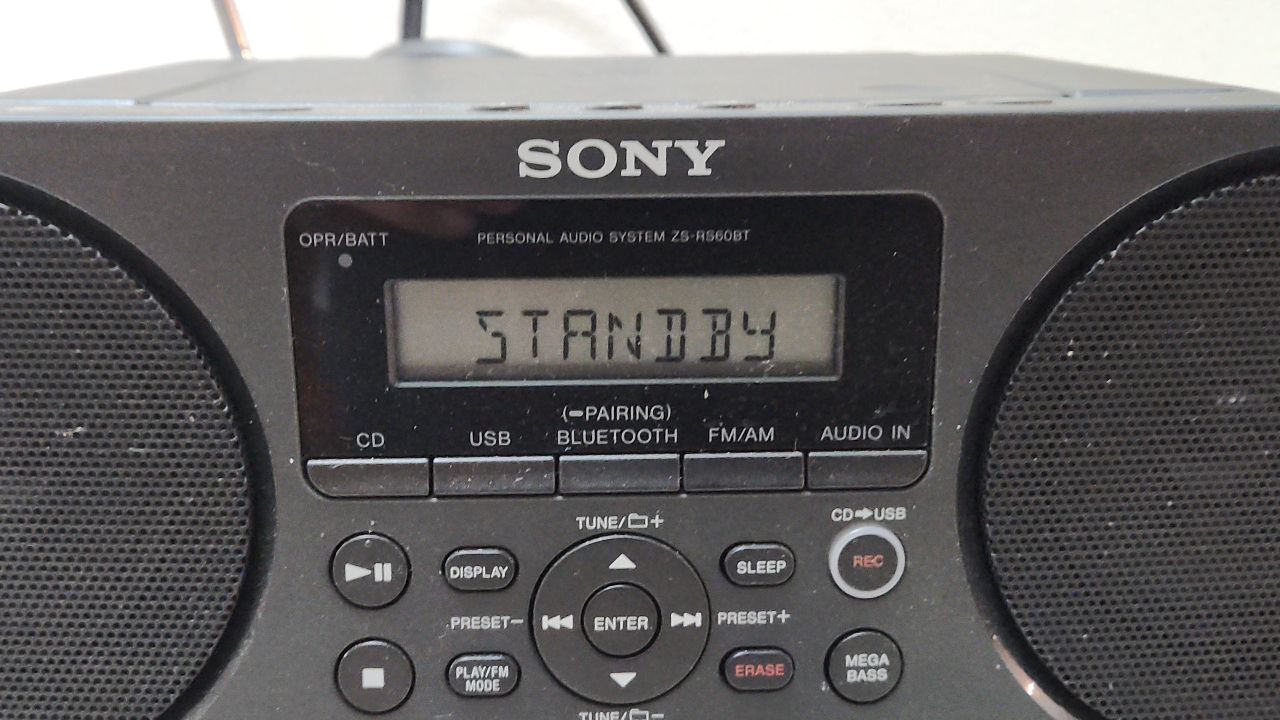 SONY
OPR/BATT
PERSONAL AUDIO SYSTEM ZS-RS60BT
STANDBY
CD
USB
(–PAIRING)
BLUETOOTH
FM/AM
AUDIO IN
CD➡USB
TUNE/+
DISPLAY
SLEEP
REC
PRESET–
ENTER
PRESET+
PLAY/FM
MODE
ERASE
MEGA
BASS
TUNE/–